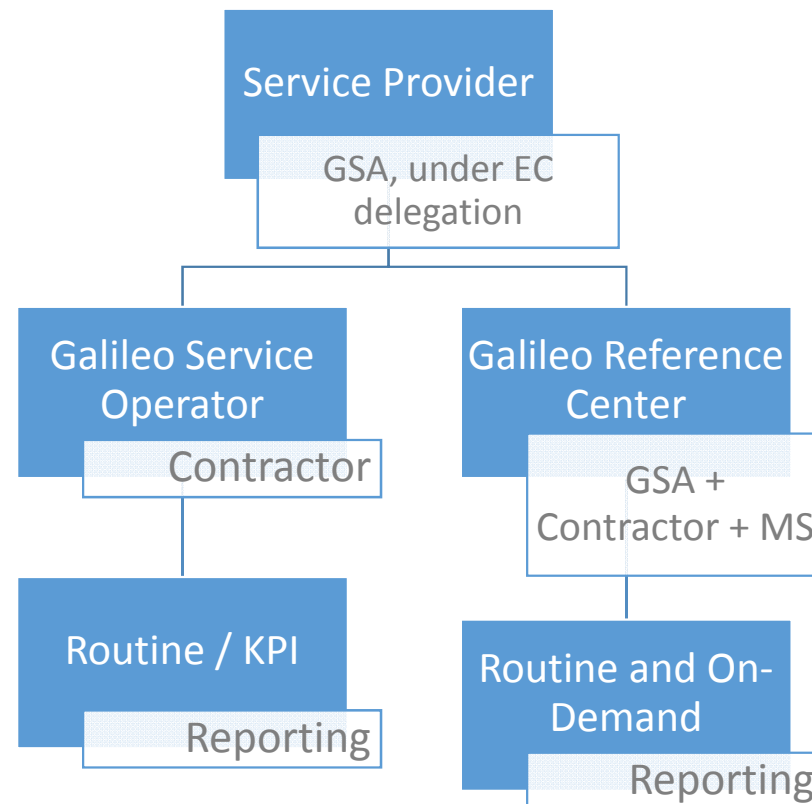 Service Provider
GSA, under EC
delegation
Galileo Service
Operator
Contractor
Galileo Reference
Center
GSA +
Contractor + MS
Routine / KPI
Reporting
Routine and On-
Demand
Reporting